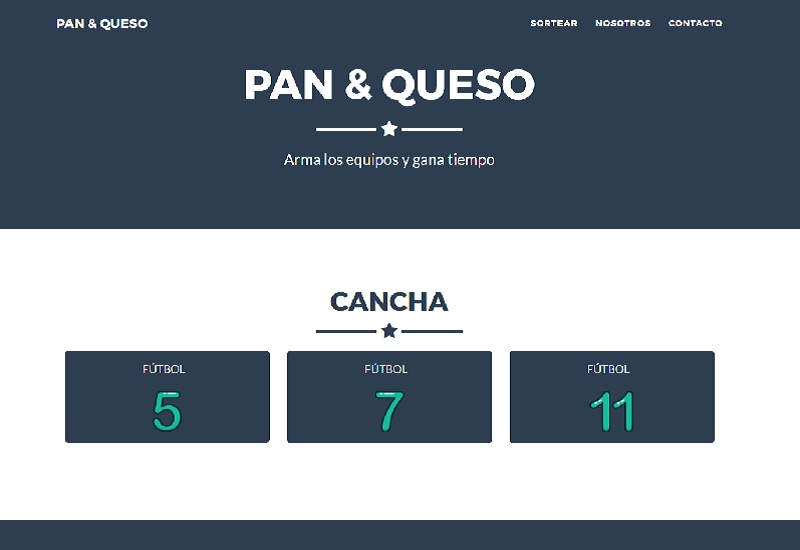 PAN & QUESO
SORTEAR NOSOTROS CONTACTO
PAN & QUESO
Arma los equipos y gana tiempo
CANCHA
FÚTBOL
5
FÚTBOL
7
FÚTBOL
11